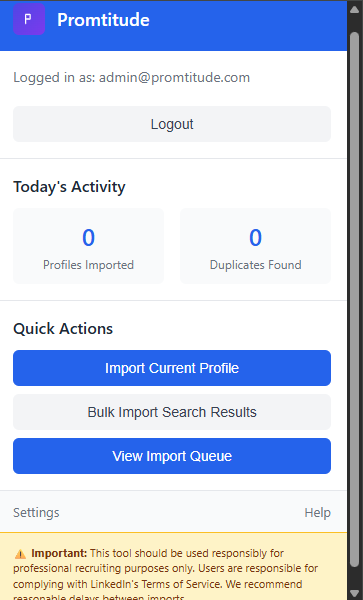 P
Promtitude
Logged in as: admin@promtitude.com
Logout
Today's Activity
0
Profiles Imported
0
Duplicates Found
Quick Actions
Import Current Profile
Bulk Import Search Results
View Import Queue
Settings
Help
⚠️ Important: This tool should be used responsibly for
professional recruiting purposes only. Users are responsible for
complying with LinkedIn's Terms of Service. We recommend
reasonable delays between imports.